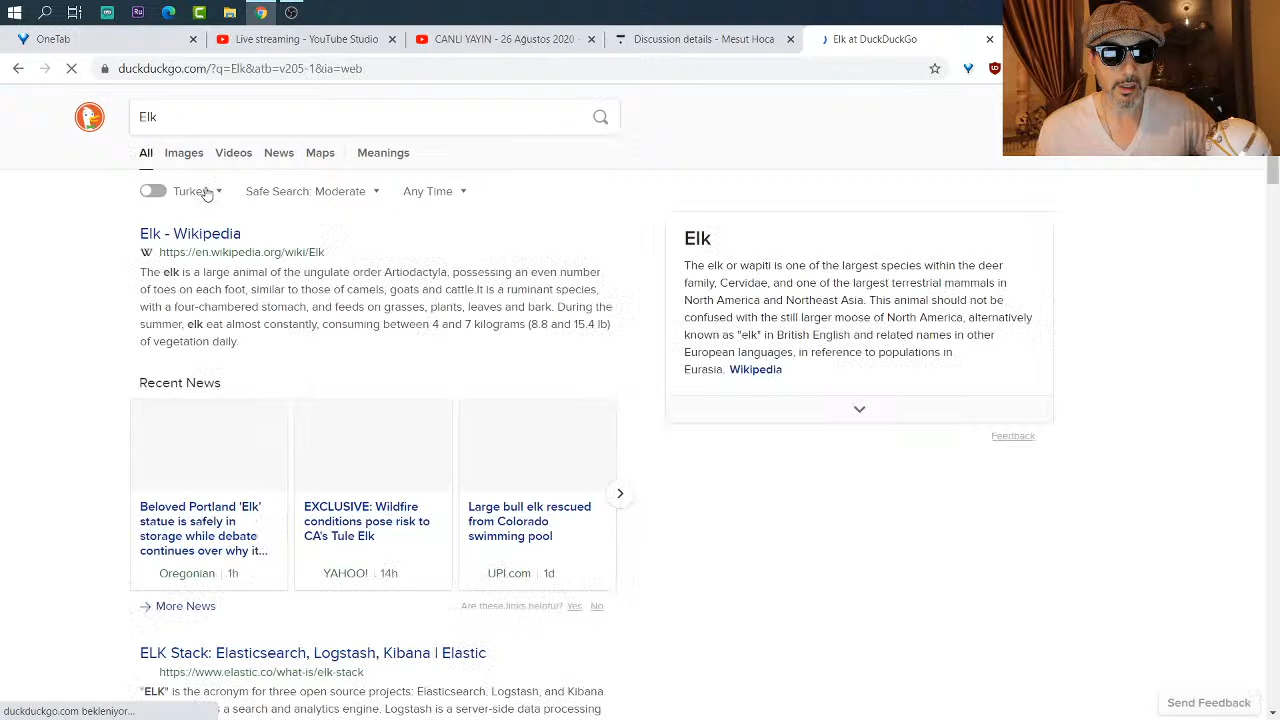 OneTab
Live streaming - YouTube Studio
CANLI YAYIN - 26 Ağustos 2020 -
Discussion details - Mesut Hoca
Elk at DuckDuckGo
duckduckgo.com/?q=Elk&atb=v205-1&ia=web
Elk
All Images Videos News Maps Meanings
Turkey Safe Search: Moderate Any Time
Elk - Wikipedia
W https://en.wikipedia.org/wiki/Elk
The elk is a large animal of the ungulate order Artiodactyla, possessing an even number
of toes on each foot, similar to those of camels, goats and cattle.It is a ruminant species,
with a four-chambered stomach, and feeds on grasses, plants, leaves and bark. During the
summer, elk eat almost constantly, consuming between 4 and 7 kilograms (8.8 and 15.4 lb)
of vegetation daily.
Elk
The elk or wapiti is one of the largest species within the deer
family, Cervidae, and one of the largest terrestrial mammals in
North America and Northeast Asia. This animal should not be
confused with the still larger moose of North America, alternatively
known as "elk" in British English and related names in other
European languages, in reference to populations in
Eurasia. Wikipedia
Feedback
Recent News
Beloved Portland 'Elk'
statue is safely in
storage while debate
continues over why it...
Oregonian 1h
EXCLUSIVE: Wildfire
conditions pose risk to
CA's Tule Elk
YAHOO! 14h
Large bull elk rescued
from Colorado
swimming pool
UPI.com 1d
More News
Are these links helpful? Yes No
ELK Stack: Elasticsearch, Logstash, Kibana | Elastic
https://www.elastic.co/what-is/elk-stack
"ELK" is the acronym for three open source projects: Elasticsearch, Logstash, and Kibana.
s a search and analytics engine. Logstash is a server-side data processing
duckduckgo.com bekleniyor...
Send Feedback